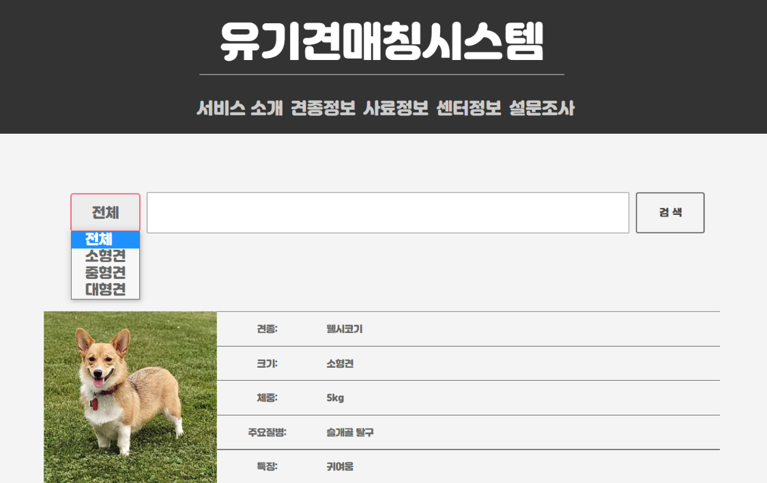 유기견매칭시스템
서비스 소개 견종정보 사료정보 센터정보 설문조사
전체 검 색
전체
소형견
중형견
대형견
견종: 웰시코기
크기: 소형견
체중: 5kg
주요질병: 슬개골 탈구
특징: 귀여움